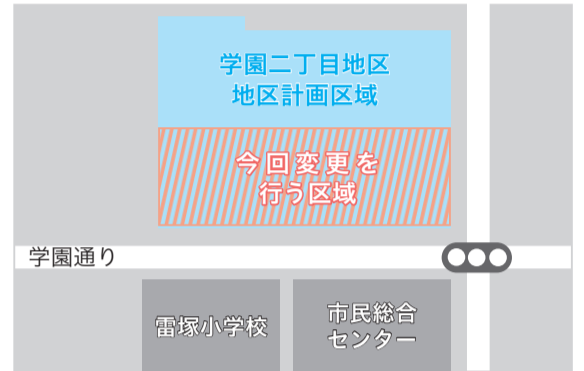 学園二丁目地区
地区計画区域
今回変更を
行う区域
学園通り
雷塚小学校
市民総合
センター